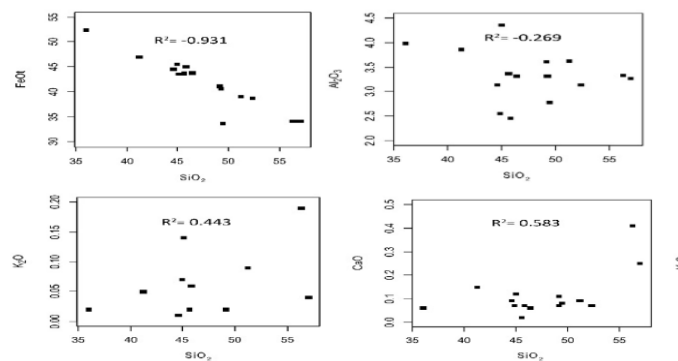 FeOt
55
50
45
40
35
30
R²= -0.931
35 40 45 50 55
SiO₂
Al₂O₃
4.5
4.0
3.5
3.0
2.5
2.0
R²= -0.269
35 40 45 50 55
SiO₂
K₂O
0.20
0.15
0.10
0.05
0.00
R²= 0.443
35 40 45 50 55
SiO₂
CaO
0.5
0.4
0.3
0.2
0.1
0.0
R²= 0.583
35 40 45 50 55
SiO₂